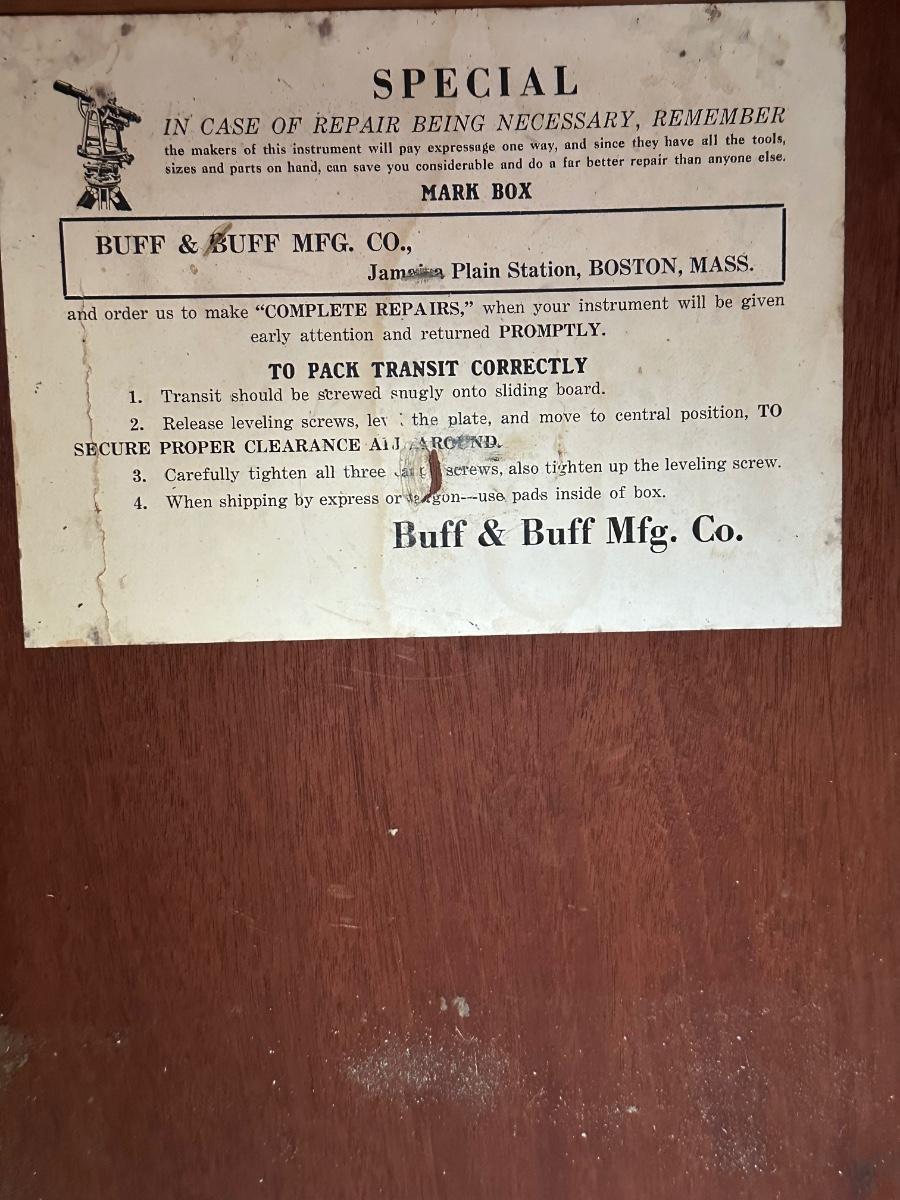 SPECIAL
IN CASE OF REPAIR BEING NECESSARY, REMEMBER
the makers of this instrument will pay expressage one way, and since they have all the tools,
sizes and parts on hand, can save you considerable and do a far better repair than anyone else.
MARK BOX
BUFF & BUFF MFG. CO.,
Jamaica Plain Station, BOSTON, MASS.
and order us to make “COMPLETE REPAIRS,” when your instrument will be given
early attention and returned PROMPTLY.
TO PACK TRANSIT CORRECTLY
1. Transit should be screwed snugly onto sliding board.
2. Release leveling screws, level the plate, and move to central position, TO
SECURE PROPER CLEARANCE ALL AROUND.
3. Carefully tighten all three screws, also tighten up the leveling screw.
4. When shipping by express or wagon--use pads inside of box.
Buff & Buff Mfg. Co.